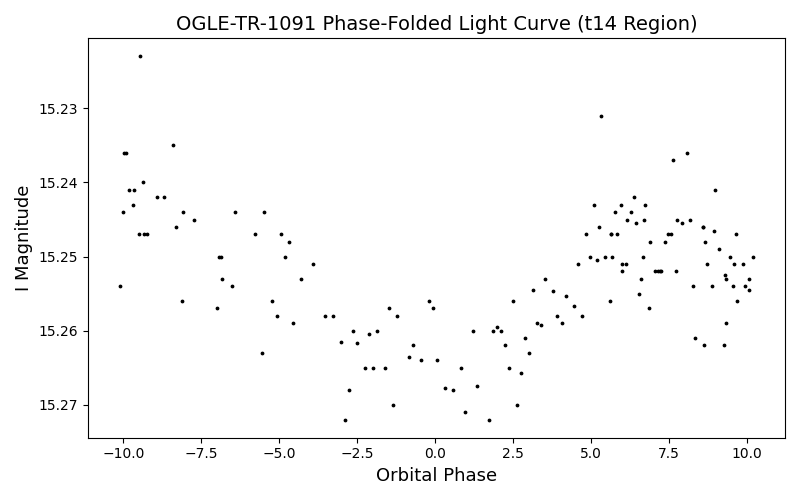 OGLE-TR-1091 Phase-Folded Light Curve (t14 Region)
15.23
15.24
15.25
15.26
15.27
I Magnitude
−10.0 −7.5 −5.0 −2.5 0.0 2.5 5.0 7.5 10.0
Orbital Phase